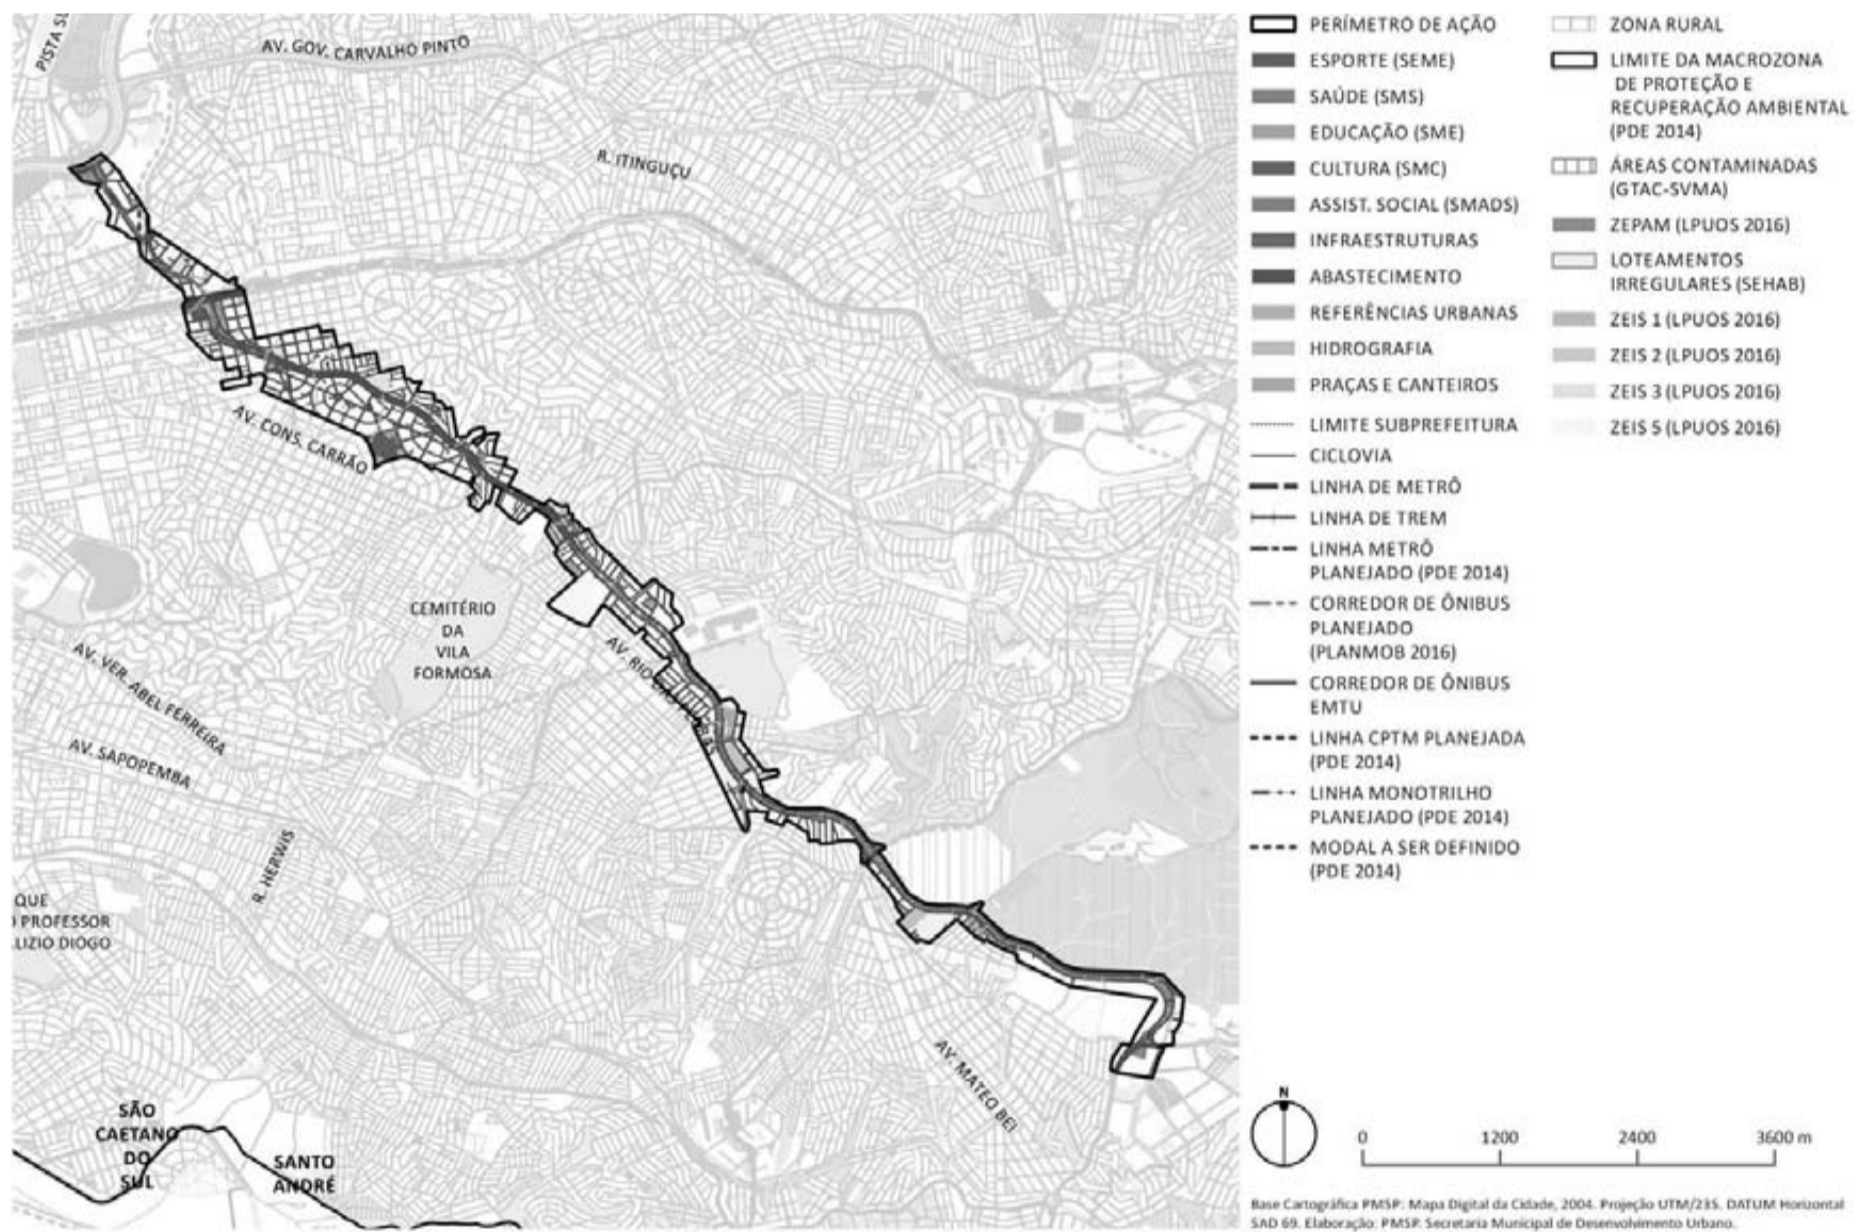 PISTA
AV. GOV. CARVALHO PINTO
R. ITINGUÇU
AV. CONS. CARRÃO
CEMITÉRIO
DA
VILA
FORMOSA
AV. RIO
AV. VER. ABEL FERREIRA
AV. SAPOPEMBA
R. HERWIS
QUE
PROFESSOR
LIZIO DIOGO
AV. MATEO BEI
SÃO
CAETANO
DO
SUL
SANTO
ANDRÉ
PERÍMETRO DE AÇÃO
ESPORTE (SEME)
SAÚDE (SMS)
EDUCAÇÃO (SME)
CULTURA (SMC)
ASSIST. SOCIAL (SMADS)
INFRAESTRUTURAS
ABASTECIMENTO
REFERÊNCIAS URBANAS
HIDROGRAFIA
PRAÇAS E CANTEIROS
LIMITE SUBPREFEITURA
CICLOVIA
LINHA DE METRÔ
LINHA DE TREM
LINHA METRÔ
PLANEJADO (PDE 2014)
CORREDOR DE ÔNIBUS
PLANEJADO
(PLANMOB 2016)
CORREDOR DE ÔNIBUS
EMTU
LINHA CPTM PLANEJADA
(PDE 2014)
LINHA MONOTRILHO
PLANEJADO (PDE 2014)
MODAL A SER DEFINIDO
(PDE 2014)
ZONA RURAL
LIMITE DA MACROZONA
DE PROTEÇÃO E
RECUPERAÇÃO AMBIENTAL
(PDE 2014)
ÁREAS CONTAMINADAS
(GTAC-SVMA)
ZEPAM (LPUOS 2016)
LOTEAMENTOS
IRREGULARES (SEHAB)
ZEIS 1 (LPUOS 2016)
ZEIS 2 (LPUOS 2016)
ZEIS 3 (LPUOS 2016)
ZEIS 5 (LPUOS 2016)
N
0 1200 2400 3600 m
Base Cartográfica PMSP: Mapa Digital da Cidade, 2004. Projeção UTM/23S. DATUM Horizontal
SAD 69. Elaboração: PMSP. Secretaria Municipal de Desenvolvimento Urbano.